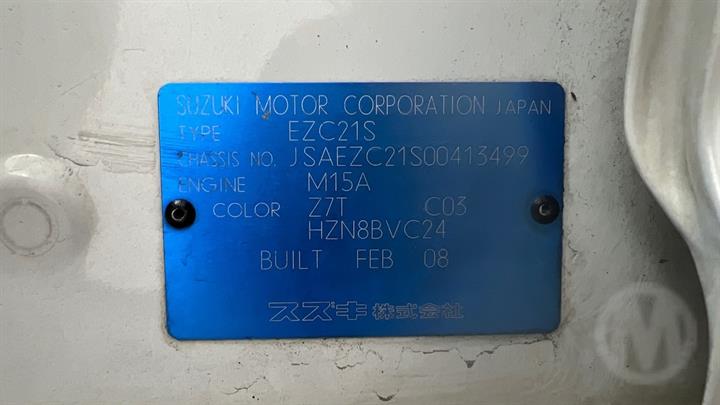 SUZUKI MOTOR CORPORATION JAPAN
TYPE EZC21S
CHASSIS NO. JSAEZC21S00413499
ENGINE M15A
COLOR Z7T C03
HZN8BVC24
BUILT FEB 08
スズキ株式会社
M